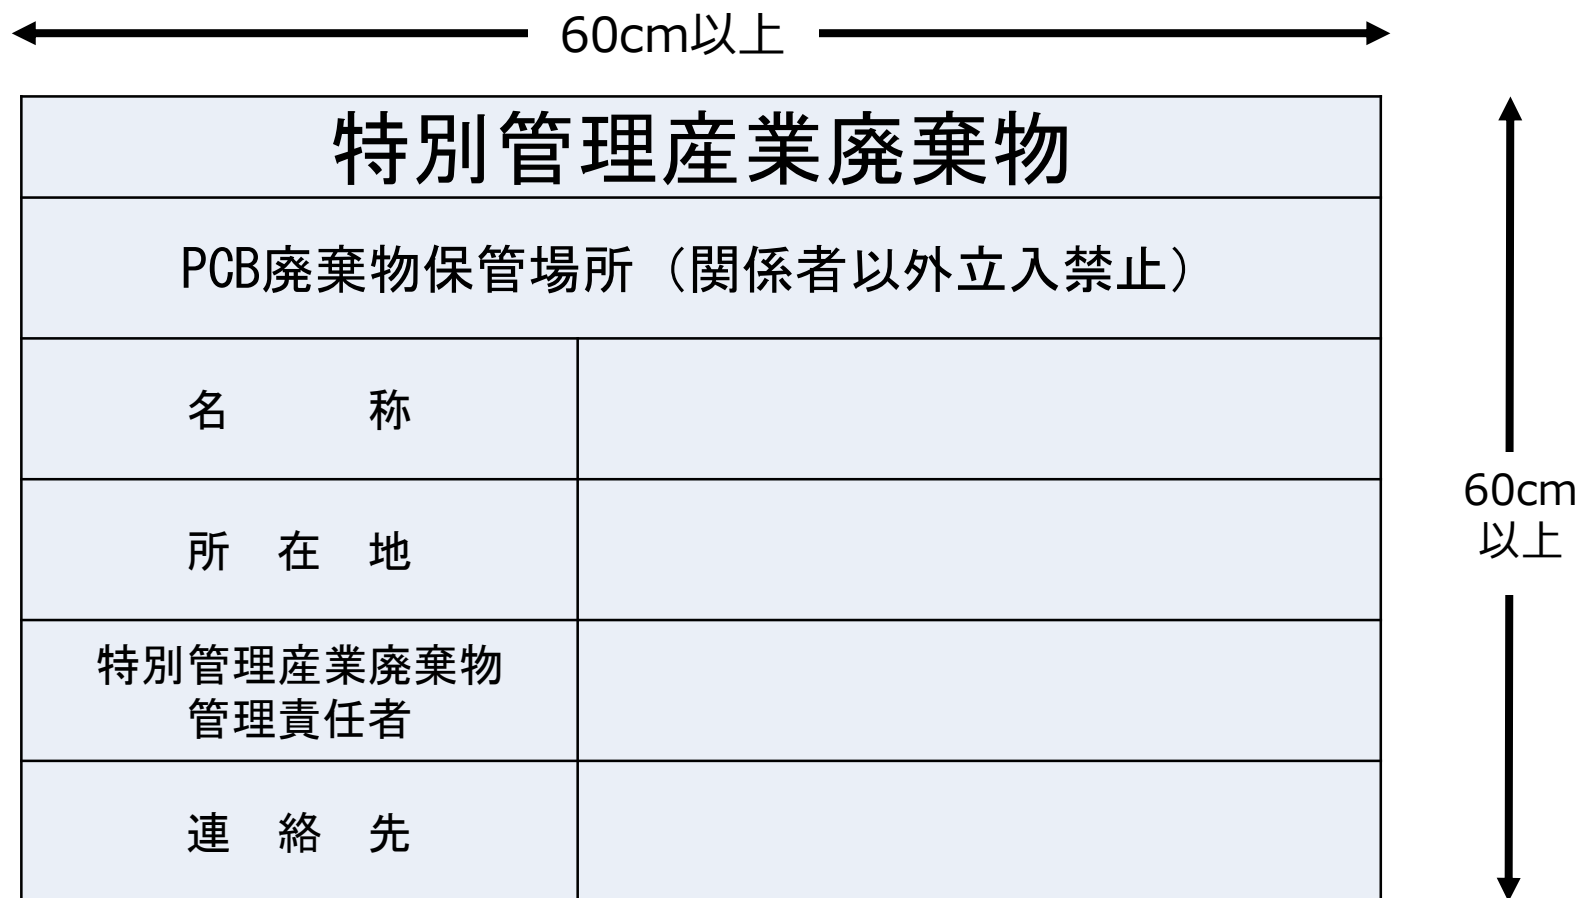 60cm以上
特別管理産業廃棄物
PCB廃棄物保管場所（関係者以外立入禁止）
名　　　称
所　在　地
特別管理産業廃棄物
管理責任者
連　絡　先
60cm
以上